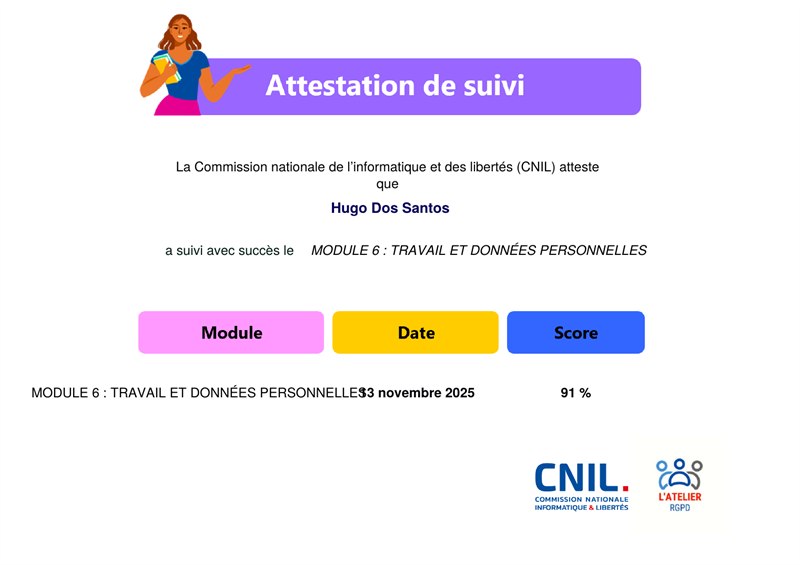 Attestation de suivi
La Commission nationale de l'informatique et des libertés (CNIL) atteste
que
Hugo Dos Santos
a suivi avec succès le MODULE 6 : TRAVAIL ET DONNÉES PERSONNELLES
Module Date Score
MODULE 6 : TRAVAIL ET DONNÉES PERSONNELLES 13 novembre 2025 91 %
CNIL.
COMMISSION NATIONALE
INFORMATIQUE & LIBERTÉS
L'ATELIER
RGPD